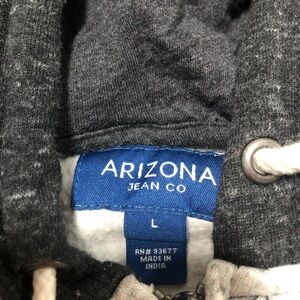 ARIZONA
JEAN CO
L
RN# 93677
MADE IN
INDIA